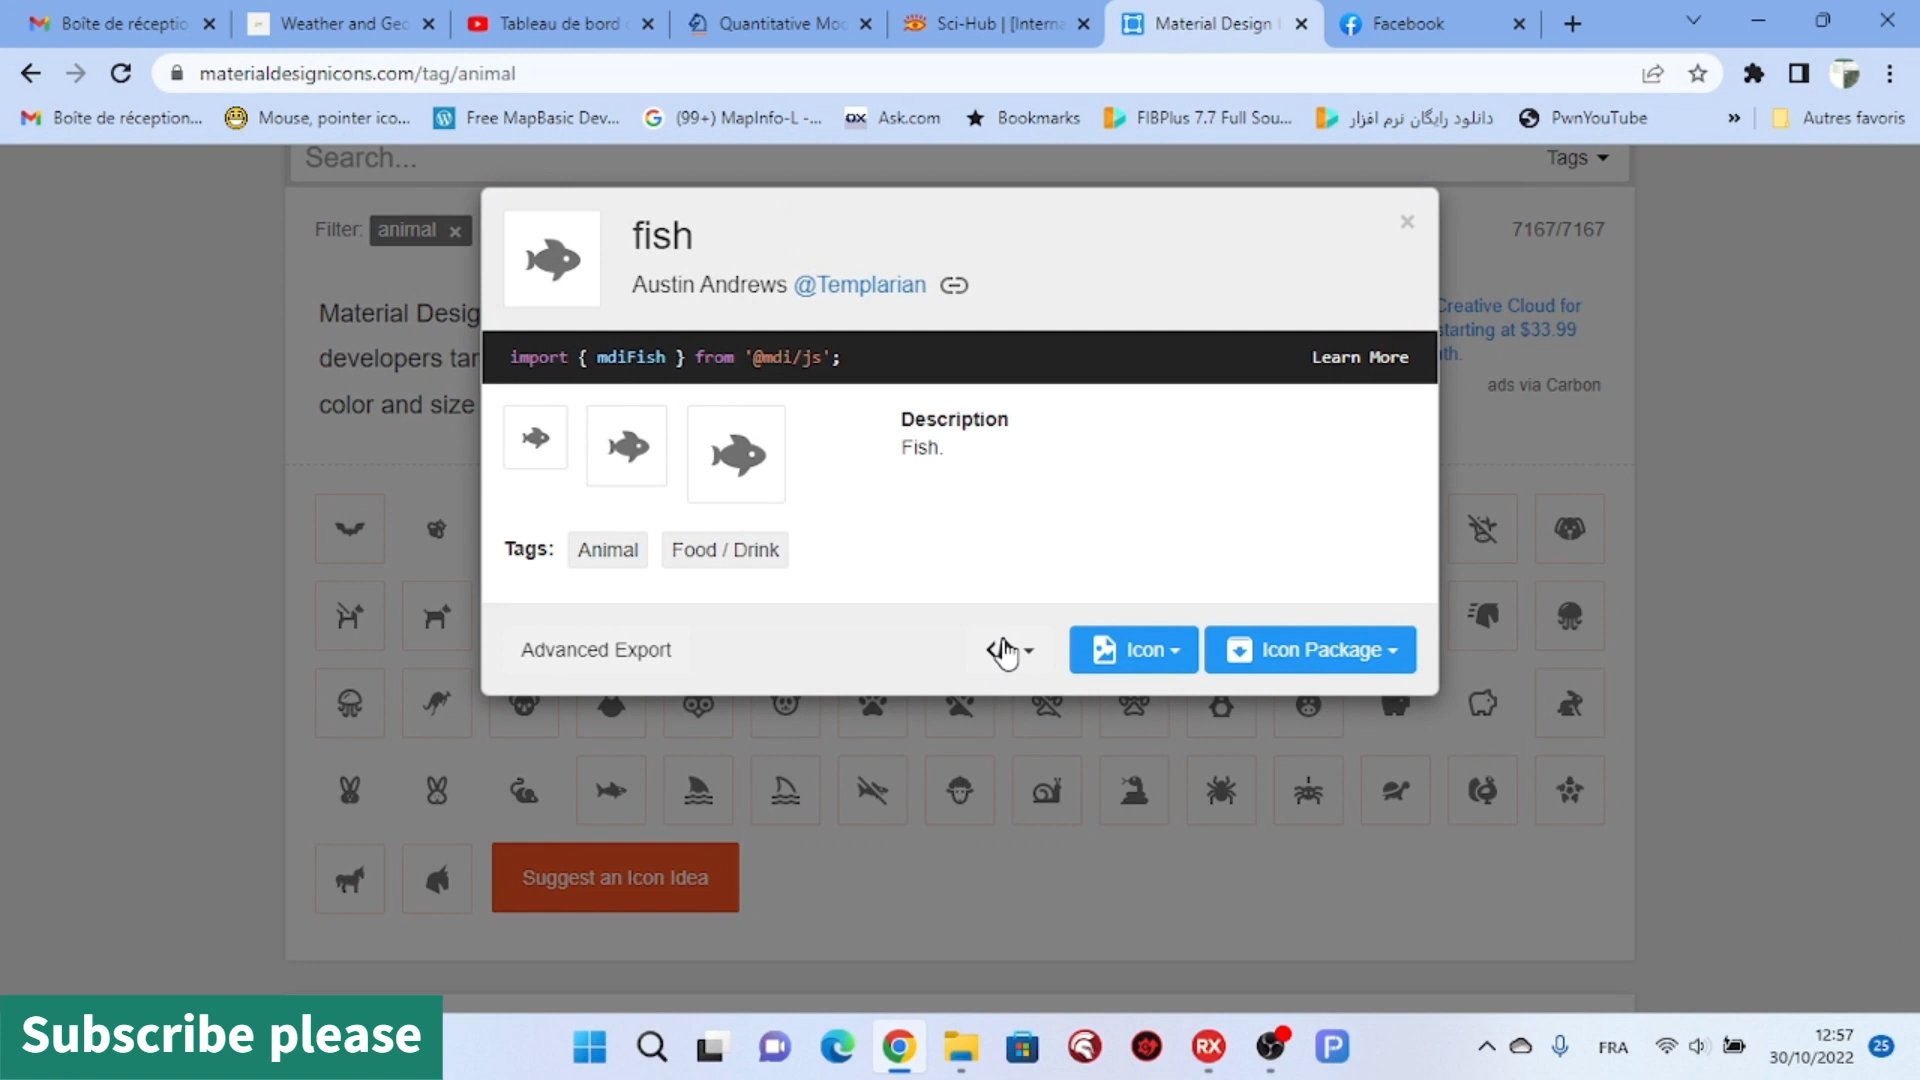 Boîte de réceptio
Weather and Geo
Tableau de bord
Quantitative Mod
Sci-Hub | [Interna
Material Design
Facebook
materialdesignicons.com/tag/animal
Boîte de réception...
Mouse, pointer ico...
Free MapBasic Dev...
(99+) MapInfo-L -...
Ask.com
Bookmarks
FIBPlus 7.7 Full Sou...
دانلود رایگان نرم افزار
PwnYouTube
»
Autres favoris
Search...
Tags
Filter: animal ×
7167/7167
fish
Austin Andrews @Templarian
Material Desig
developers tar
color and size
Creative Cloud for
starting at $33.99
th.
ads via Carbon
import { mdiFish } from '@mdi/js';
Learn More
Description
Fish.
Tags: Animal Food / Drink
Advanced Export
Icon
Icon Package
Suggest an Icon Idea
Subscribe please
FRA
12:57
30/10/2022
25